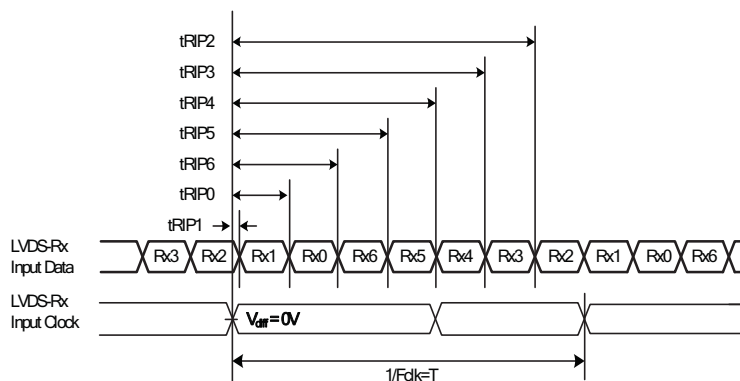 tRIP2
tRIP3
tRIP4
tRIP5
tRIP6
tRIP0
tRIP1
LVDS-Rx
Input Data
Rx3 Rx2 Rx1 Rx0 Rx6 Rx5 Rx4 Rx3 Rx2 Rx1 Rx0 Rx6
LVDS-Rx
Input Clock
Vdiff = 0V
1/Fclk=T